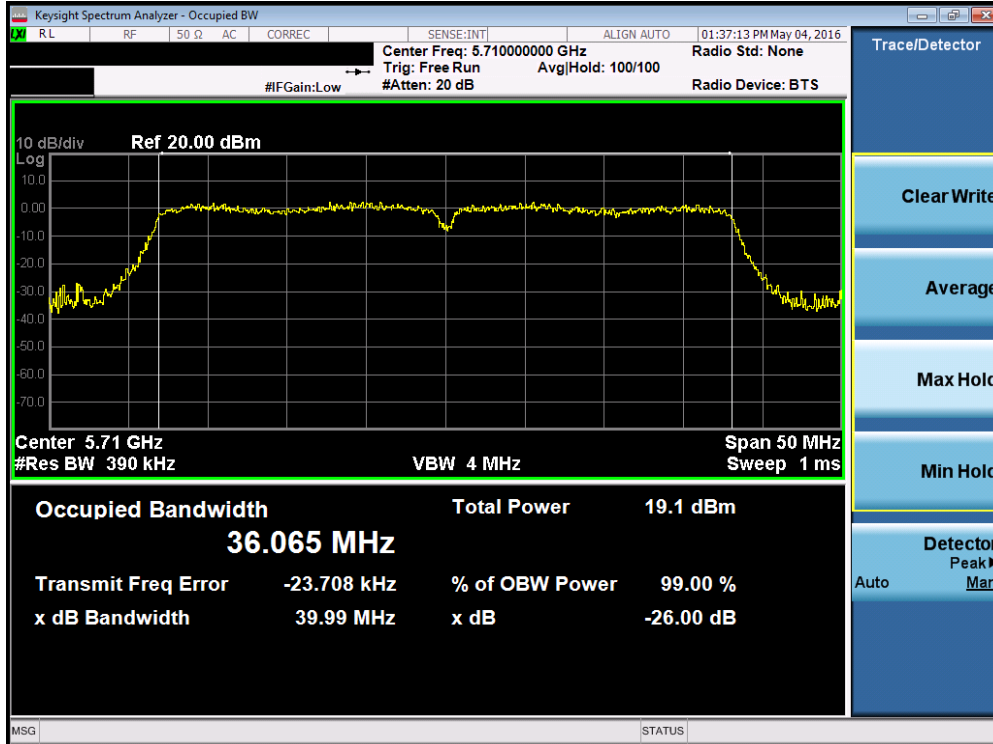 Keysight Spectrum Analyzer - Occupied BW
LXI RL RF 50 Ω AC CORREC SENSE:INT ALIGN AUTO 01:37:13 PM May 04, 2016
Center Freq: 5.710000000 GHz Radio Std: None
Trig: Free Run Avg|Hold: 100/100
#IFGain:Low #Atten: 20 dB Radio Device: BTS
Trace/Detector
10 dB/div Ref 20.00 dBm
Log
10.0
0.00
-10.0
-20.0
-30.0
-40.0
-50.0
-60.0
-70.0
Center 5.71 GHz Span 50 MHz
#Res BW 390 kHz VBW 4 MHz Sweep 1 ms
Occupied Bandwidth Total Power 19.1 dBm
36.065 MHz
Transmit Freq Error -23.708 kHz % of OBW Power 99.00 %
x dB Bandwidth 39.99 MHz x dB -26.00 dB
Clear Write
Average
Max Hold
Min Hold
Detector
Peak
Auto Man
MSG STATUS